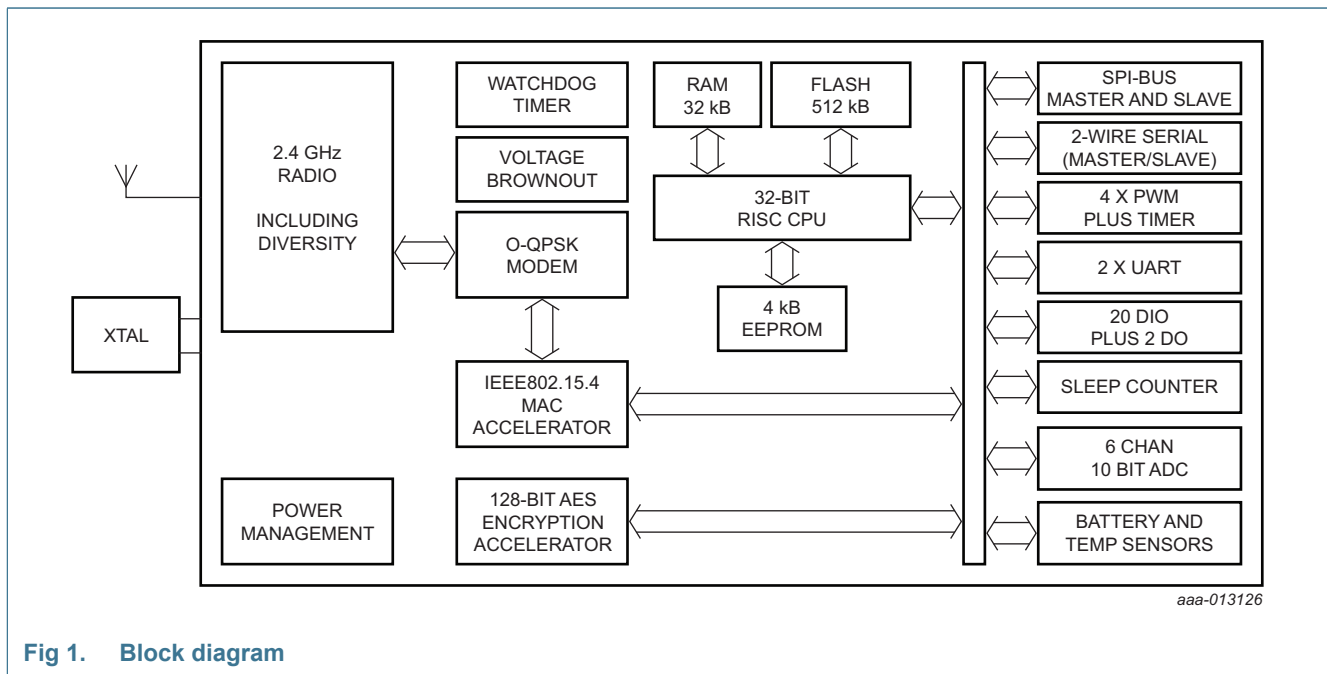 2.4 GHz
RADIO
INCLUDING
DIVERSITY
XTAL
POWER
MANAGEMENT
WATCHDOG
TIMER
VOLTAGE
BROWNOUT
O-QPSK
MODEM
IEEE802.15.4
MAC
ACCELERATOR
128-BIT AES
ENCRYPTION
ACCELERATOR
RAM
32 kB
FLASH
512 kB
32-BIT
RISC CPU
4 kB
EEPROM
SPI-BUS
MASTER AND SLAVE
2-WIRE SERIAL
(MASTER/SLAVE)
4 X PWM
PLUS TIMER
2 X UART
20 DIO
PLUS 2 DO
SLEEP COUNTER
6 CHAN
10 BIT ADC
BATTERY AND
TEMP SENSORS
aaa-013126
Fig 1. Block diagram